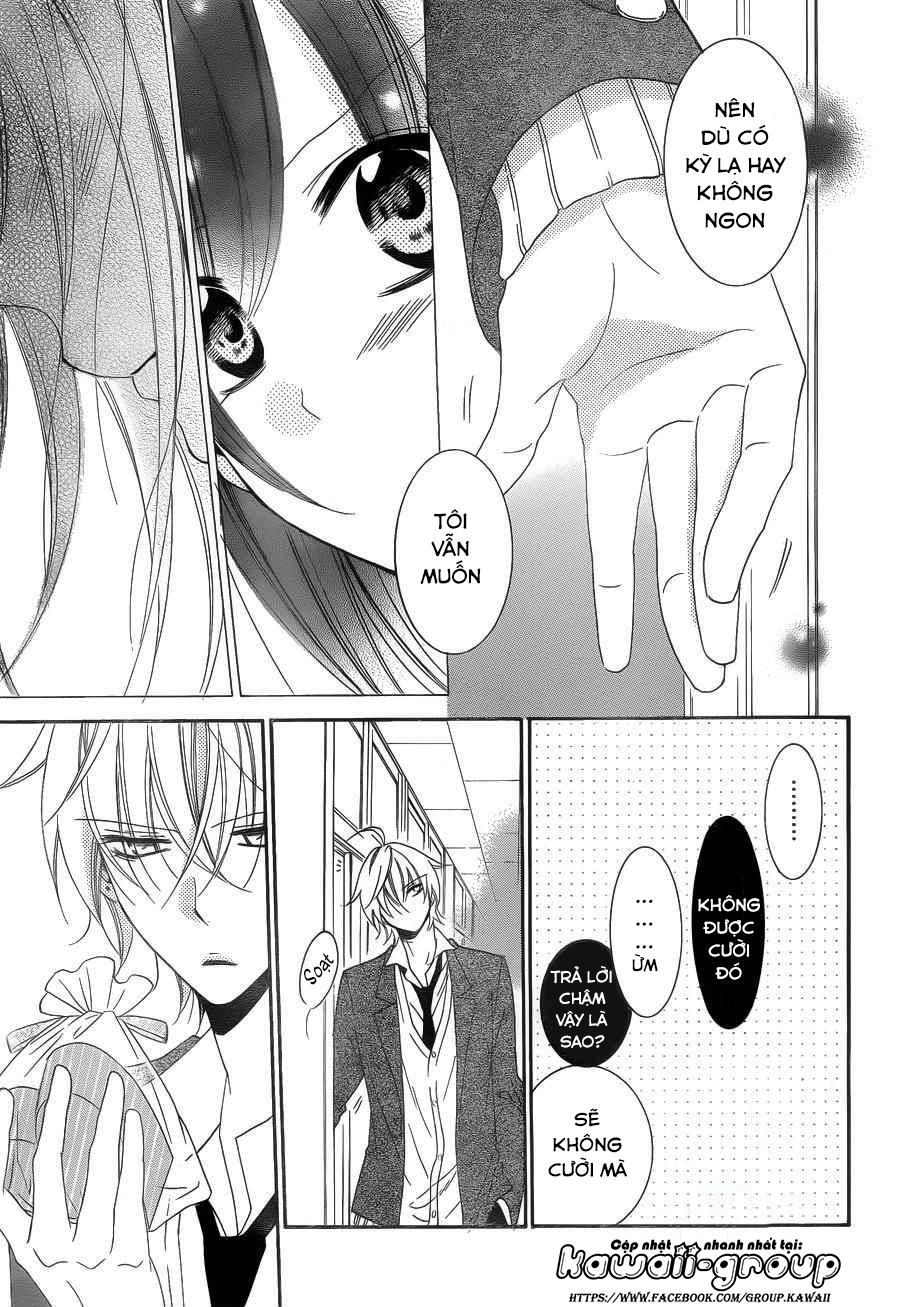 NÊN
DÙ CÓ
KỲ LẠ HAY
KHÔNG
NGON
TÔI
VẪN
MUỐN
.........
KHÔNG
ĐƯỢC
CƯỜI
ĐÓ
...
...
...
ỪM
TRẢ LỜI
CHẬM
VẬY LÀ
SAO?
SẼ
KHÔNG
CƯỜI MÀ
Soạt
Cập nhật nhanh nhất tại:
kawaii-group
HTTPS://WWW.FACEBOOK.COM/GROUP.KAWAII